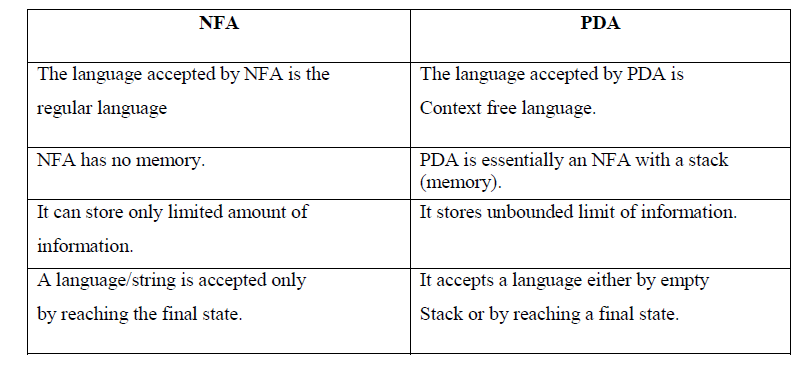 NFA
PDA
The language accepted by NFA is the
regular language
The language accepted by PDA is
Context free language.
NFA has no memory.
PDA is essentially an NFA with a stack
(memory).
It can store only limited amount of
information.
It stores unbounded limit of information.
A language/string is accepted only
by reaching the final state.
It accepts a language either by empty
Stack or by reaching a final state.